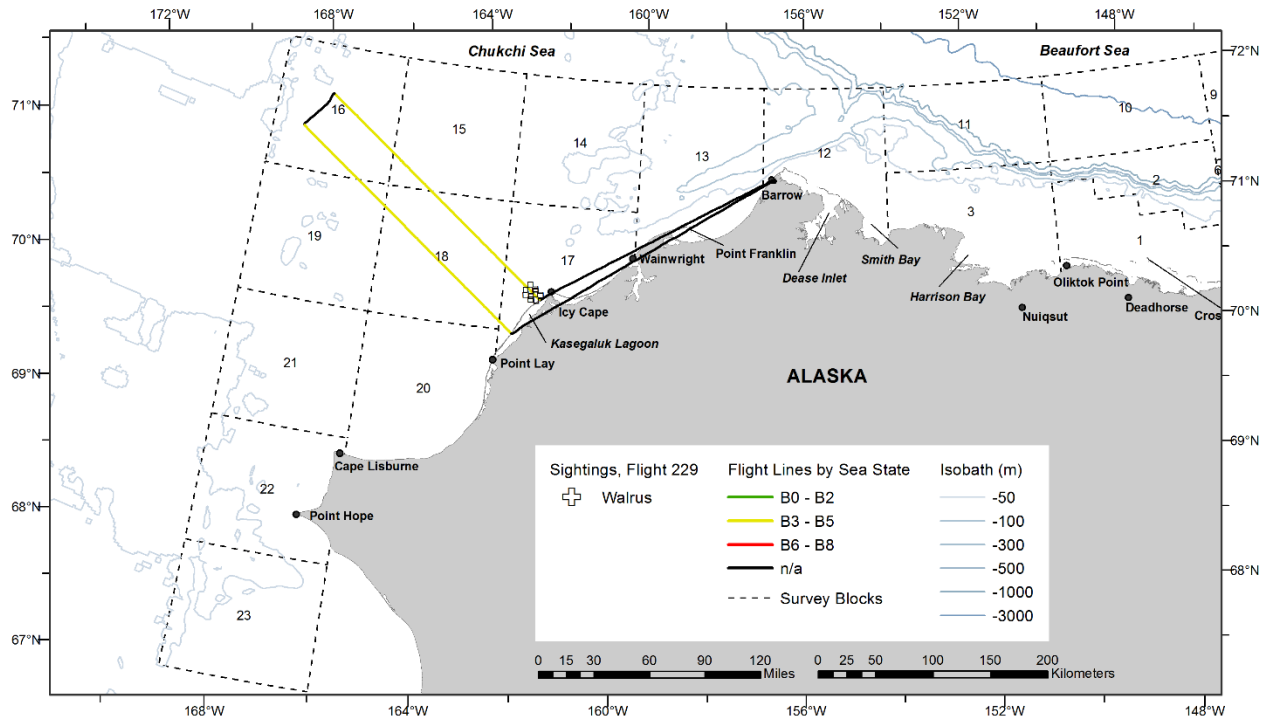 172°W 168°W 164°W 160°W 156°W 152°W 148°W
Chukchi Sea Beaufort Sea
72°N
71°N
16 15 14 13 12 11 10 9
71°N
Barrow
3 2 1
70°N
19 18 17
Wainwright
Point Franklin
Dease Inlet
Smith Bay
Harrison Bay
Oliktok Point
Deadhorse
Nuiqsut
Cros
70°N
Icy Cape
Kasegaluk Lagoon
Point Lay
69°N
21 20
ALASKA
69°N
Cape Lisburne
22
Point Hope
68°N
68°N
23
67°N
Sightings, Flight 229
Walrus
Flight Lines by Sea State
B0 - B2
B3 - B5
B6 - B8
n/a
Survey Blocks
Isobath (m)
-50
-100
-300
-500
-1000
-3000
0 15 30 60 90 120
Miles
0 25 50 100 150 200
Kilometers
168°W 164°W 160°W 156°W 152°W 148°W